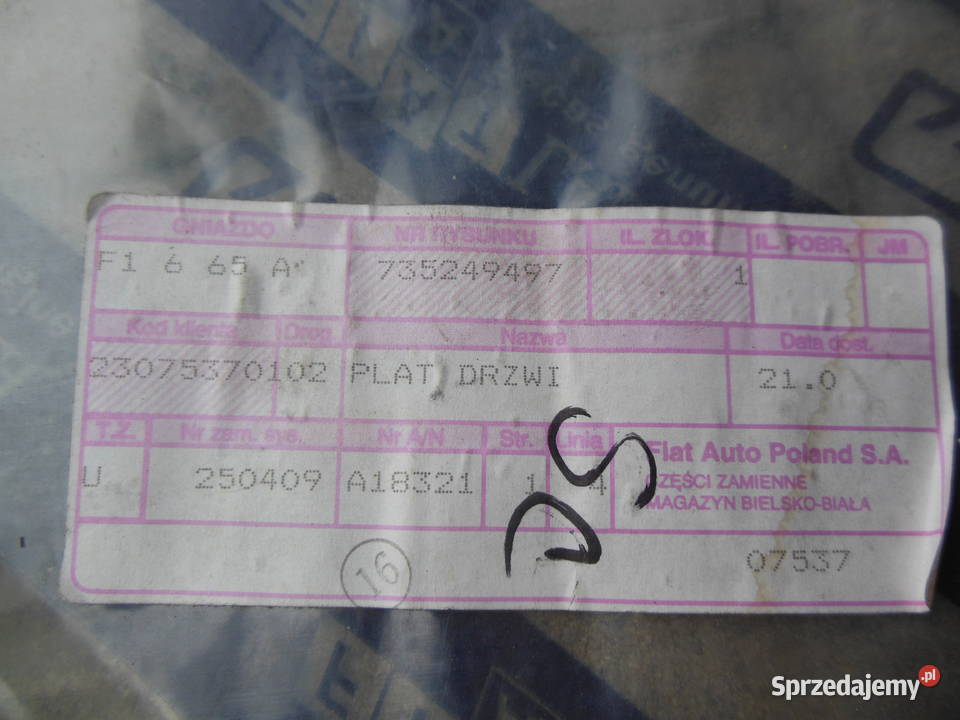 GNIAZDO NR RYSUNKU IL. ZLOK. IL. POBR. JM
F1 6 65 A 735249497 1
Kod klienta Drog Nazwa Data dost.
23075370102 PLAT DRZWI 21.0
T.Z. Nr zam. sys. Nr A/N Str. Linia Fiat Auto Poland S.A.
U 250409 A18321 1 4 CZĘŚCI ZAMIENNE
MAGAZYN BIELSKO-BIAŁA
DS
07537
16
Sprzedajemy.pl